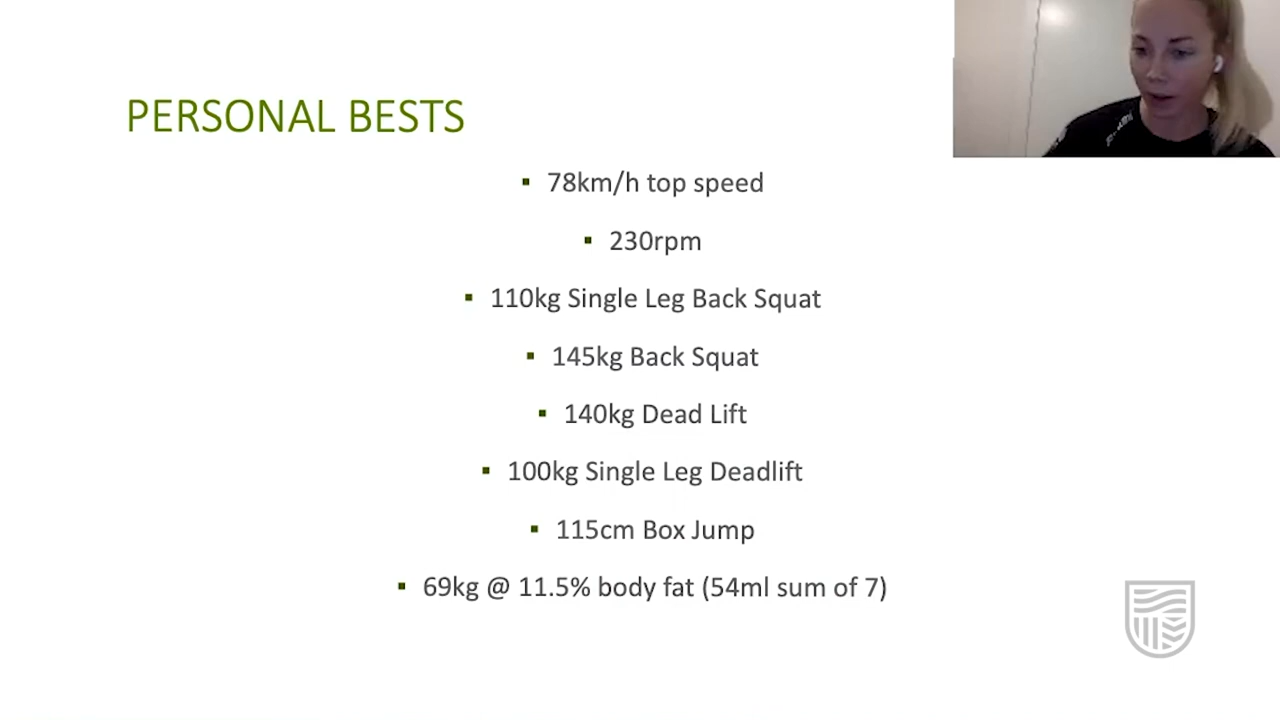 PERSONAL BESTS
▪ 78km/h top speed
▪ 230rpm
▪ 110kg Single Leg Back Squat
▪ 145kg Back Squat
▪ 140kg Dead Lift
▪ 100kg Single Leg Deadlift
▪ 115cm Box Jump
▪ 69kg @ 11.5% body fat (54ml sum of 7)